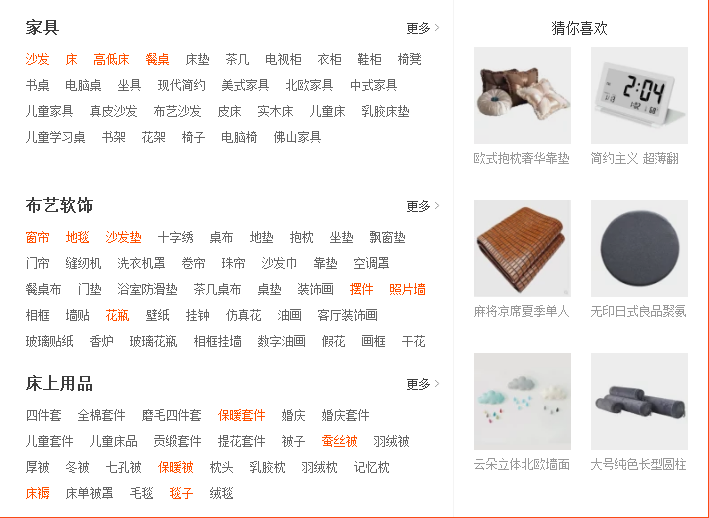 家具 更多 >
沙发 床 高低床 餐桌 床垫 茶几 电视柜 衣柜 鞋柜 椅凳
书桌 电脑桌 坐具 现代简约 美式家具 北欧家具 中式家具
儿童家具 真皮沙发 布艺沙发 皮床 实木床 儿童床 乳胶床垫
儿童学习桌 书架 花架 椅子 电脑椅 佛山家具
布艺软饰 更多 >
窗帘 地毯 沙发垫 十字绣 桌布 地垫 抱枕 坐垫 飘窗垫
门帘 缝纫机 洗衣机罩 卷帘 珠帘 沙发巾 靠垫 空调罩
餐桌布 门垫 浴室防滑垫 茶几桌布 桌垫 装饰画 摆件 照片墙
相框 墙贴 花瓶 壁纸 挂钟 仿真花 油画 客厅装饰画
玻璃贴纸 香炉 玻璃花瓶 相框挂墙 数字油画 假花 画框 干花
床上用品 更多 >
四件套 全棉套件 磨毛四件套 保暖套件 婚庆 婚庆套件
儿童套件 儿童床品 贡缎套件 提花套件 被子 蚕丝被 羽绒被
厚被 冬被 七孔被 保暖被 枕头 乳胶枕 羽绒枕 记忆枕
床褥 床单被罩 毛毯 毯子 绒毯
猜你喜欢
2:04
欧式抱枕奢华靠垫 简约主义 超薄翻
麻将凉席夏季单人 无印日式良品聚氨
云朵立体北欧墙面 大号纯色长型圆柱